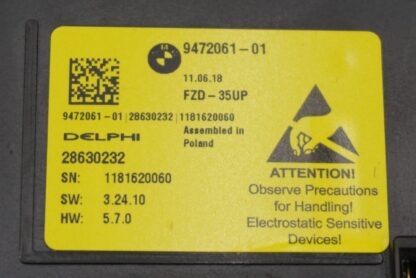 9472061-01
11.06.18
FZD-35UP
9472061-01|28630232|1181620060
DELPHI
Assembled in
Poland
28630232
SN: 1181620060
SW: 3.24.10
HW: 5.7.0
ATTENTION!
Observe Precautions
for Handling!
Electrostatic Sensitive
Devices!